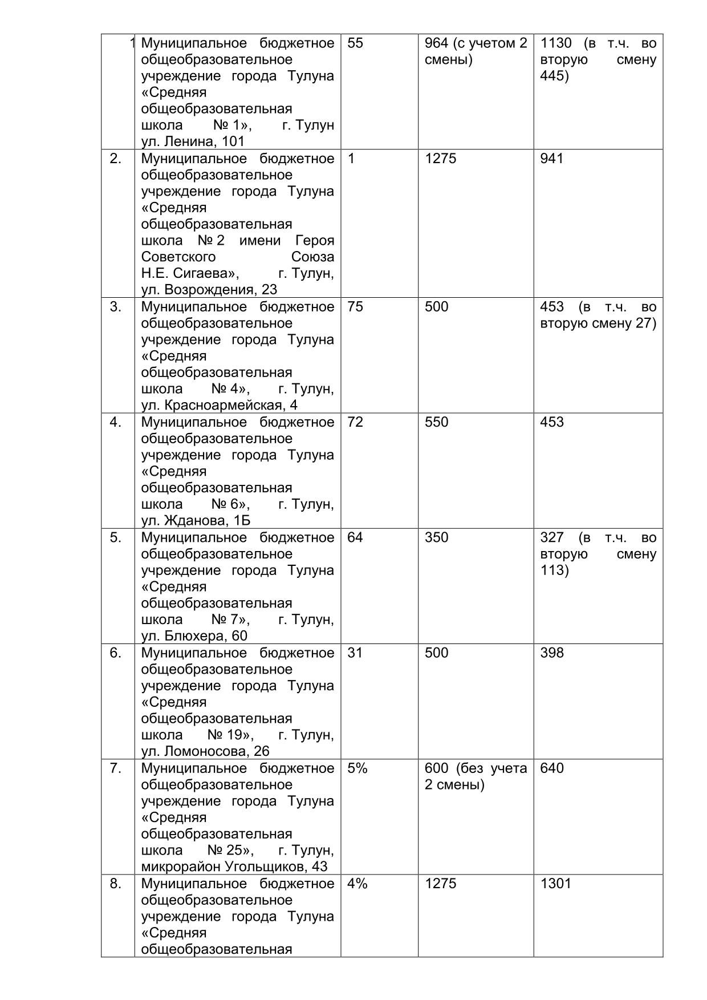 1 Муниципальное бюджетное 55 964 (с учетом 2 1130 (в т.ч. во
общеобразовательное смены) вторую смену
учреждение города Тулуна 445)
«Средняя
общеобразовательная
школа № 1», г. Тулун
ул. Ленина, 101
2. Муниципальное бюджетное 1 1275 941
общеобразовательное
учреждение города Тулуна
«Средняя
общеобразовательная
школа № 2 имени Героя
Советского Союза
Н.Е. Сигаева», г. Тулун,
ул. Возрождения, 23
3. Муниципальное бюджетное 75 500 453 (в т.ч. во
общеобразовательное вторую смену 27)
учреждение города Тулуна
«Средняя
общеобразовательная
школа № 4», г. Тулун,
ул. Красноармейская, 4
4. Муниципальное бюджетное 72 550 453
общеобразовательное
учреждение города Тулуна
«Средняя
общеобразовательная
школа № 6», г. Тулун,
ул. Жданова, 1Б
5. Муниципальное бюджетное 64 350 327 (в т.ч. во
общеобразовательное вторую смену
учреждение города Тулуна 113)
«Средняя
общеобразовательная
школа № 7», г. Тулун,
ул. Блюхера, 60
6. Муниципальное бюджетное 31 500 398
общеобразовательное
учреждение города Тулуна
«Средняя
общеобразовательная
школа № 19», г. Тулун,
ул. Ломоносова, 26
7. Муниципальное бюджетное 5% 600 (без учета 640
общеобразовательное 2 смены)
учреждение города Тулуна
«Средняя
общеобразовательная
школа № 25», г. Тулун,
микрорайон Угольщиков, 43
8. Муниципальное бюджетное 4% 1275 1301
общеобразовательное
учреждение города Тулуна
«Средняя
общеобразовательная